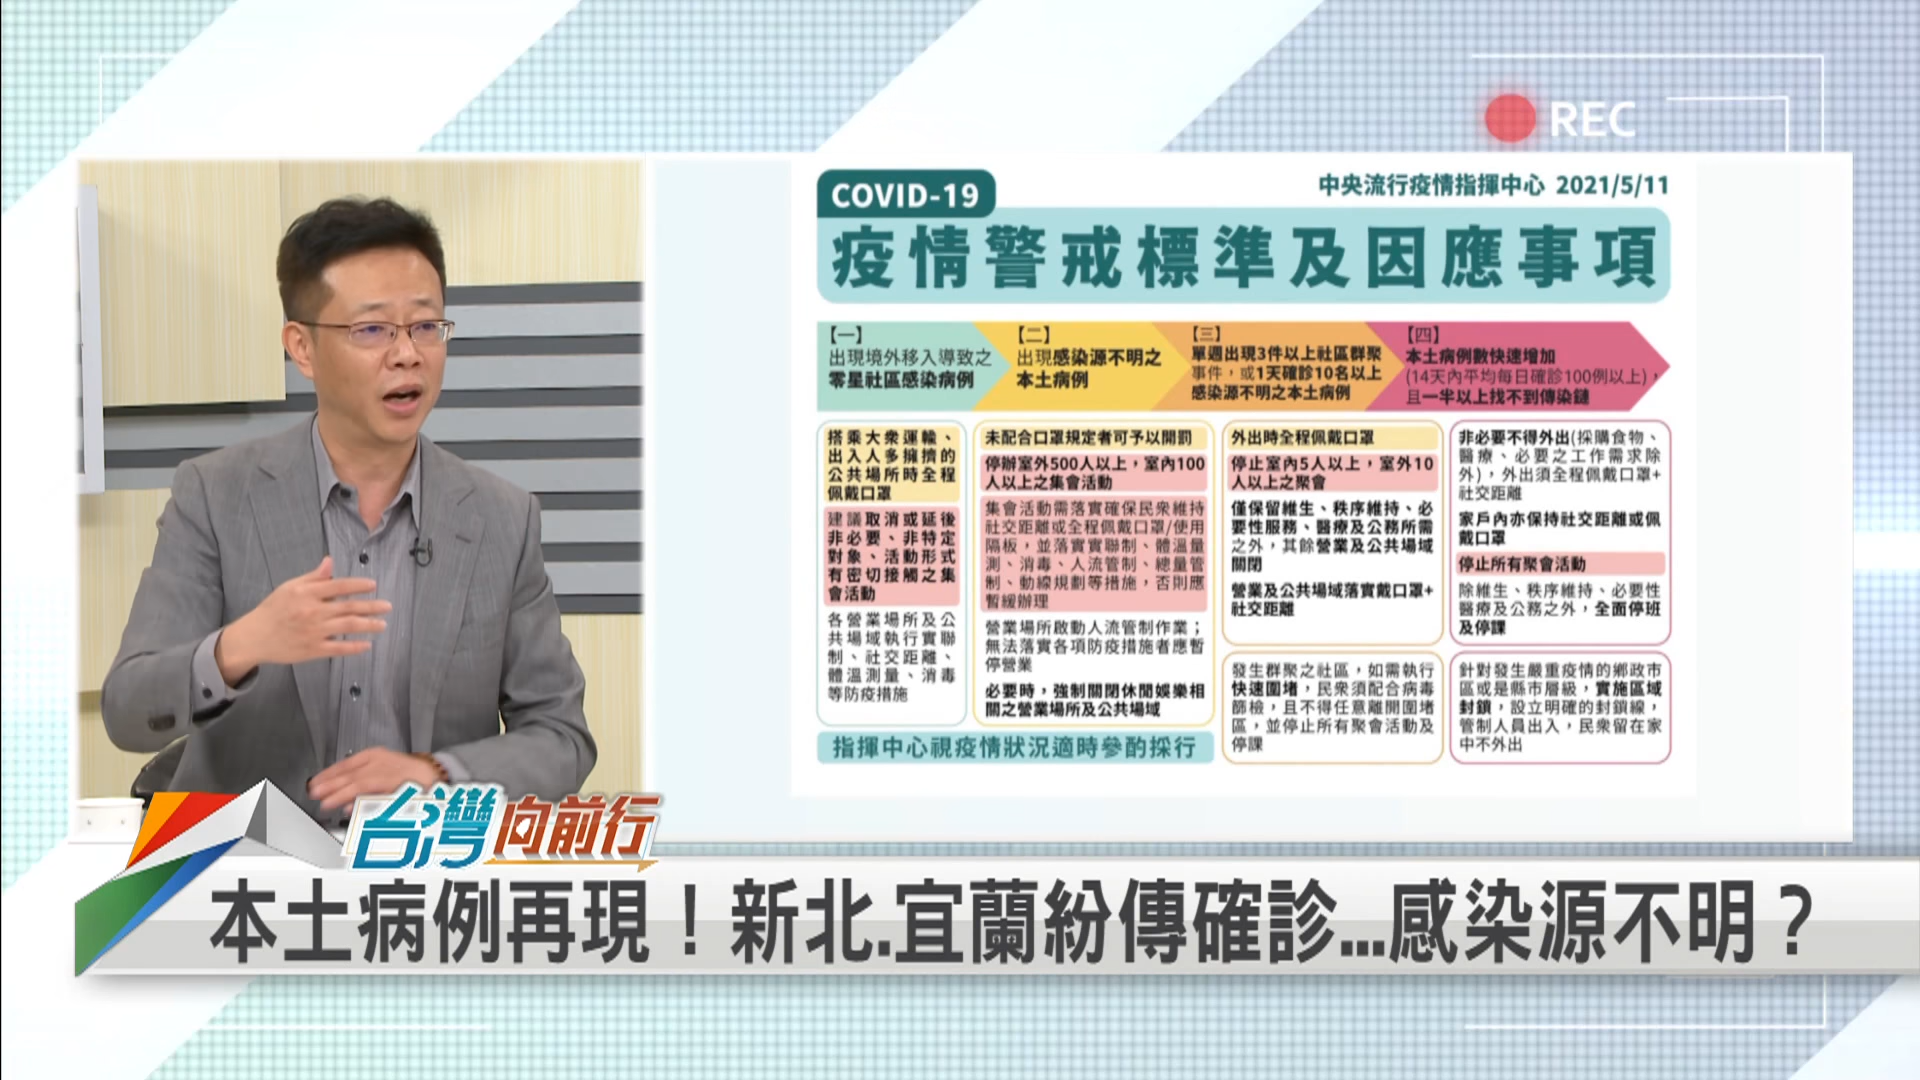 REC
COVID-19
中央流行疫情指揮中心 2021/5/11
疫情警戒標準及因應事項
【一】
出現境外移入導致之
零星社區感染病例
【二】
出現感染源不明之
本土病例
【三】
單週出現3件以上社區群聚
事件，或1天確診10名以上
感染源不明之本土病例
【四】
本土病例數快速增加
(14天內平均每日確診100例以上)，
且一半以上找不到傳染鏈
搭乘大眾運輸、
出入人多擁擠的
公共場所時全程
佩戴口罩
建議取消或延後
非必要、非特定
對象、活動形式
有密切接觸之集
會活動
各營業場所及公
共場域執行實聯
制、社交距離、
體溫測量、消毒
等防疫措施
未配合口罩規定者可予以開罰
停辦室外500人以上，室內100
人以上之集會活動
集會活動需落實確保民衆維持
社交距離或全程佩戴口罩/使用
隔板，並落實實聯制、體溫量
測、消毒、人流管制、總量管
制、動線規劃等措施，否則應
暫緩辦理
營業場所啟動人流管制作業；
無法落實各項防疫措施者應暫
停營業
必要時，強制關閉休閒娛樂相
關之營業場所及公共場域
指揮中心視疫情狀況適時參酌採行
外出時全程佩戴口罩
停止室內5人以上，室外10
人以上之聚會
僅保留維生、秩序維持、必
要性服務、醫療及公務所需
之外，其餘營業及公共場域
關閉
營業及公共場域落實戴口罩+
社交距離
發生群聚之社區，如需執行
快速圍堵，民衆須配合病毒
篩檢，且不得任意離開圍堵
區，並停止所有聚會活動及
停課
非必要不得外出(採購食物、
醫療、必要之工作需求除
外)，外出須全程佩戴口罩+
社交距離
家戶內亦保持社交距離或佩
戴口罩
停止所有聚會活動
除維生、秩序維持、必要性
醫療及公務之外，全面停班
及停課
針對發生嚴重疫情的鄉政市
區或是縣市層級，實施區域
封鎖，設立明確的封鎖線，
管制人員出入，民衆留在家
中不外出
台灣向前行
本土病例再現！新北.宜蘭紛傳確診...感染源不明？